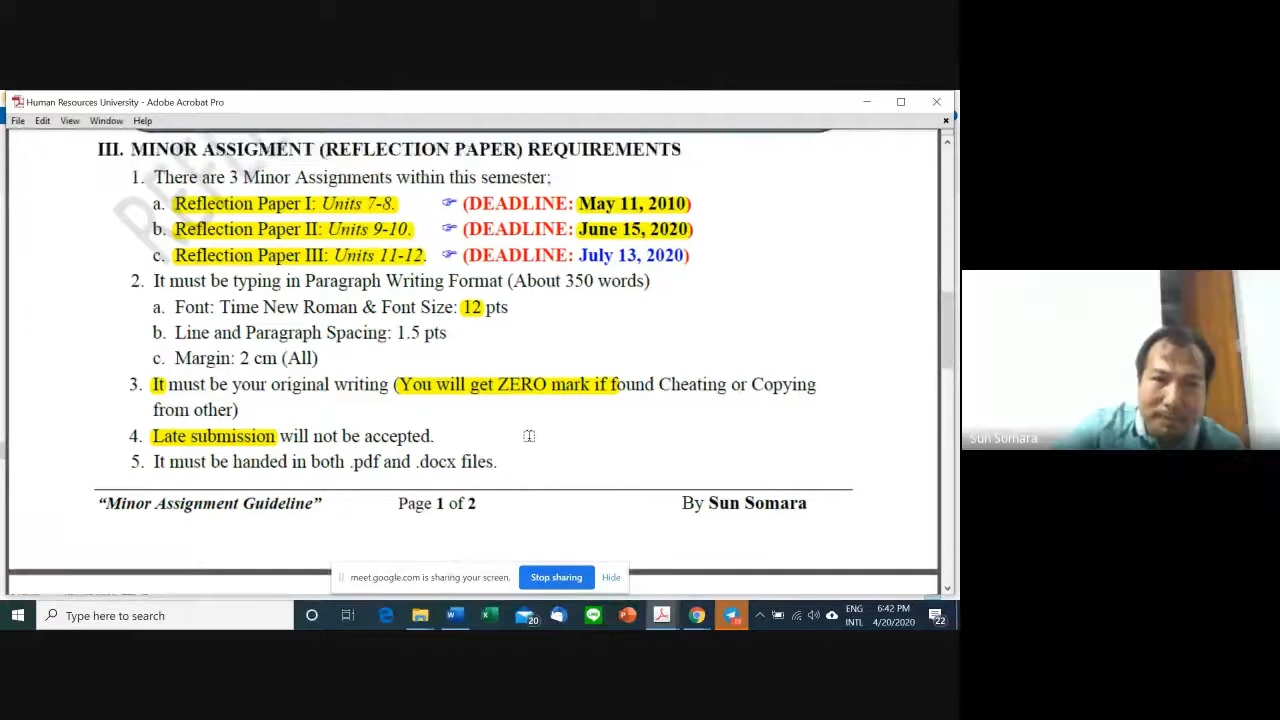 Human Resources University - Adobe Acrobat Pro
File Edit View Window Help
III. MINOR ASSIGMENT (REFLECTION PAPER) REQUIREMENTS
1. There are 3 Minor Assignments within this semester;
a. Reflection Paper I: Units 7-8. ☞ (DEADLINE: May 11, 2010)
b. Reflection Paper II: Units 9-10. ☞ (DEADLINE: June 15, 2020)
c. Reflection Paper III: Units 11-12. ☞ (DEADLINE: July 13, 2020)
2. It must be typing in Paragraph Writing Format (About 350 words)
a. Font: Time New Roman & Font Size: 12 pts
b. Line and Paragraph Spacing: 1.5 pts
c. Margin: 2 cm (All)
3. It must be your original writing (You will get ZERO mark if found Cheating or Copying
from other)
4. Late submission will not be accepted.
5. It must be handed in both .pdf and .docx files.
“Minor Assignment Guideline” Page 1 of 2 By Sun Somara
meet.google.com is sharing your screen. Stop sharing Hide
Type here to search
20
ENG
INTL
6:42 PM
4/20/2020
22
Sun Somara